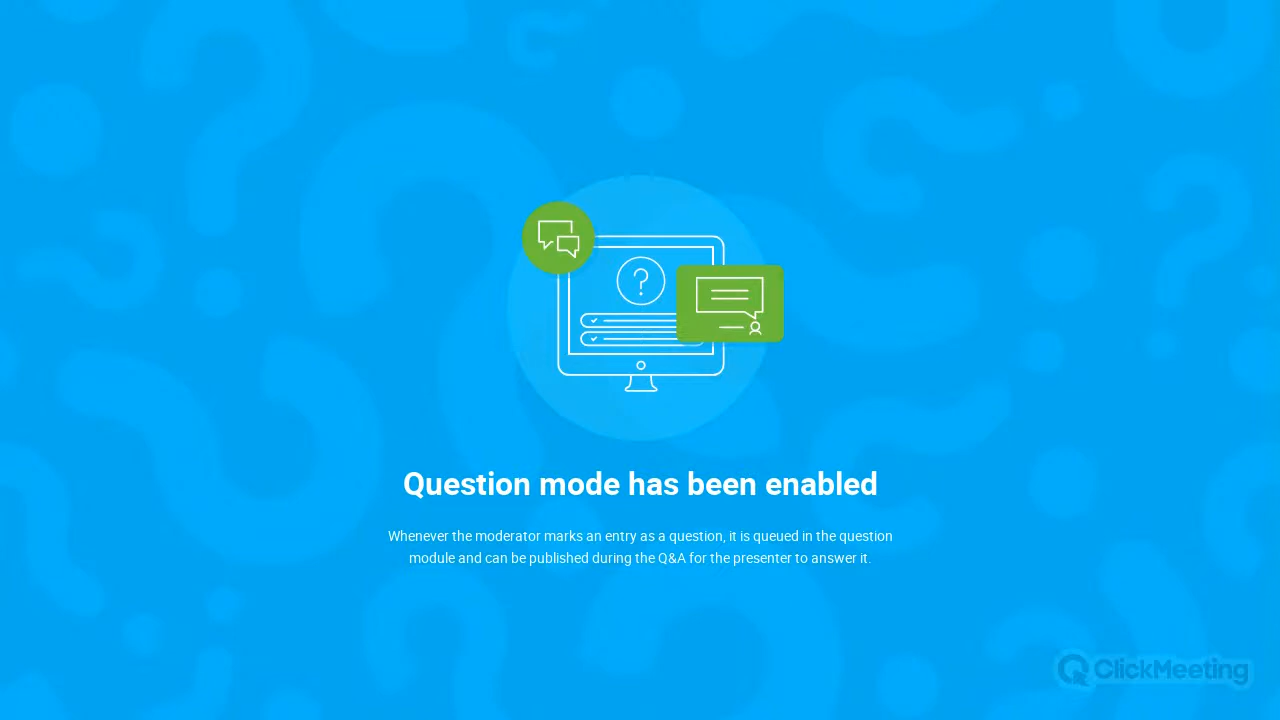 Question mode has been enabled
Whenever the moderator marks an entry as a question, it is queued in the question
module and can be published during the Q&A for the presenter to answer it.
ClickMeeting